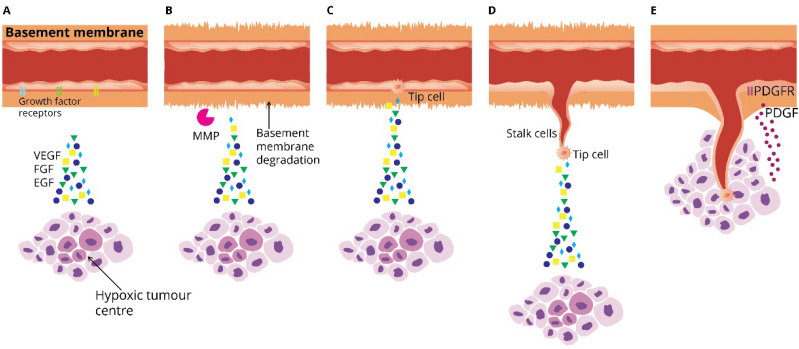 A
B
C
D
E
Basement membrane
Growth factor
receptors
VEGF
FGF
EGF
Hypoxic tumour
centre
MMP
Basement
membrane
degradation
Tip cell
Stalk cells
Tip cell
PDGFR
PDGF